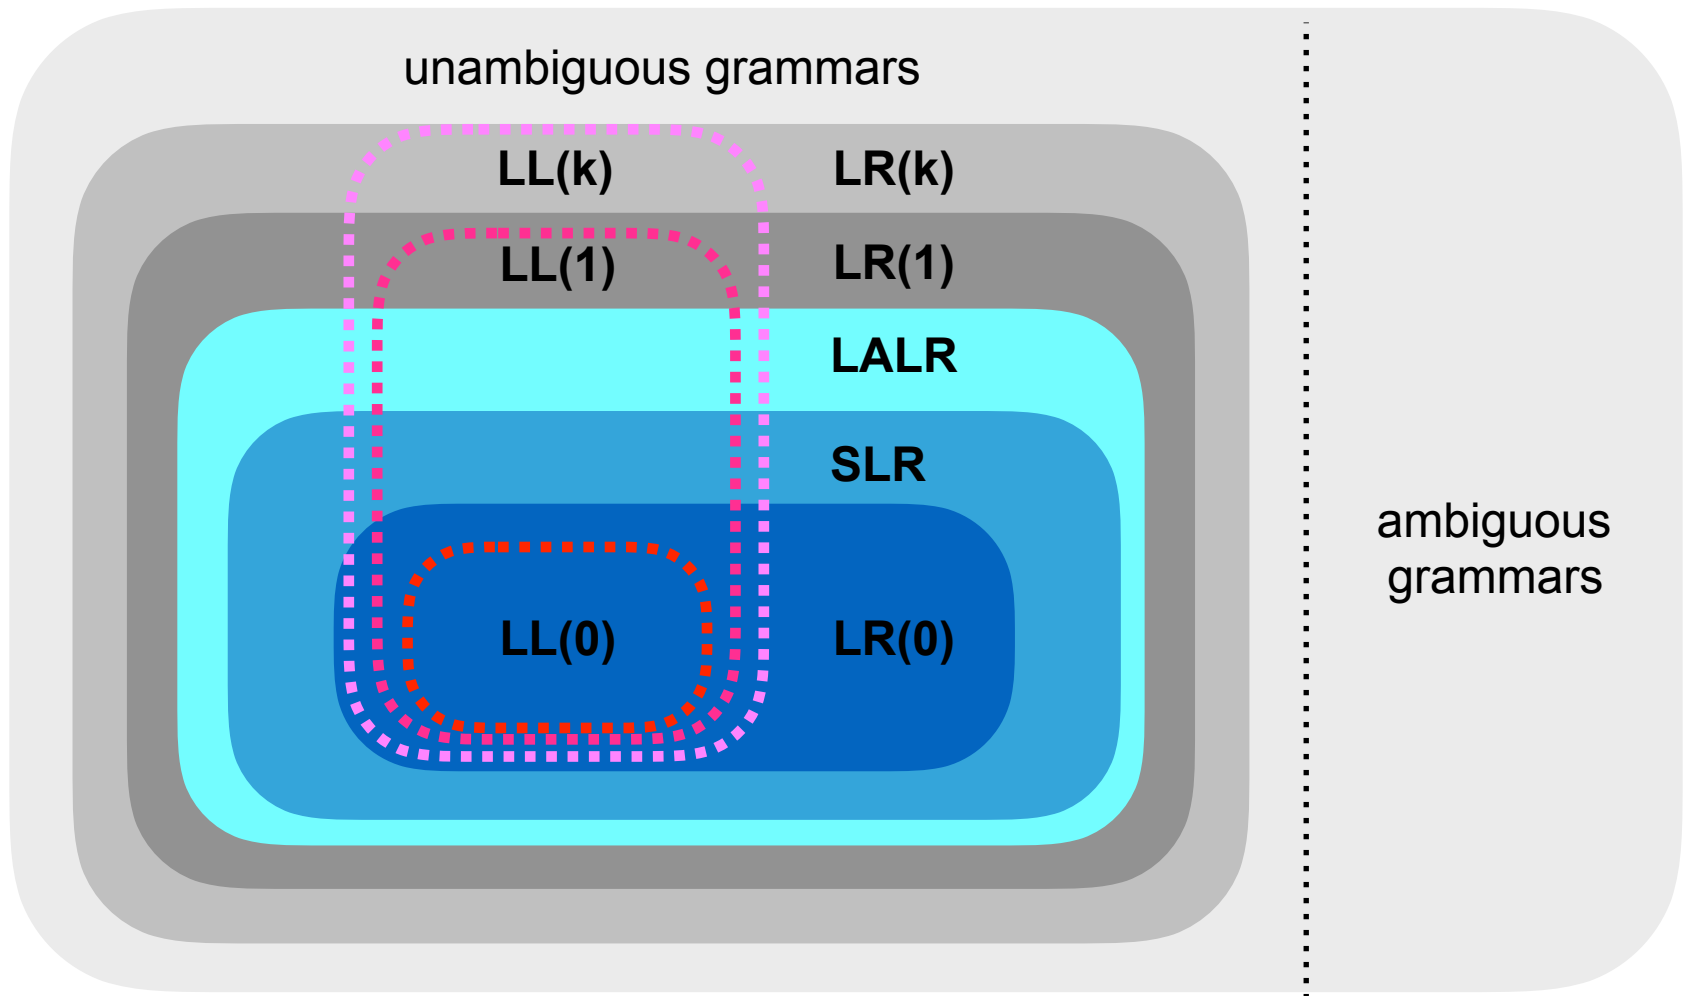 unambiguous grammars
LL(k)
LR(k)
LL(1)
LR(1)
LALR
SLR
LL(0)
LR(0)
ambiguous
grammars